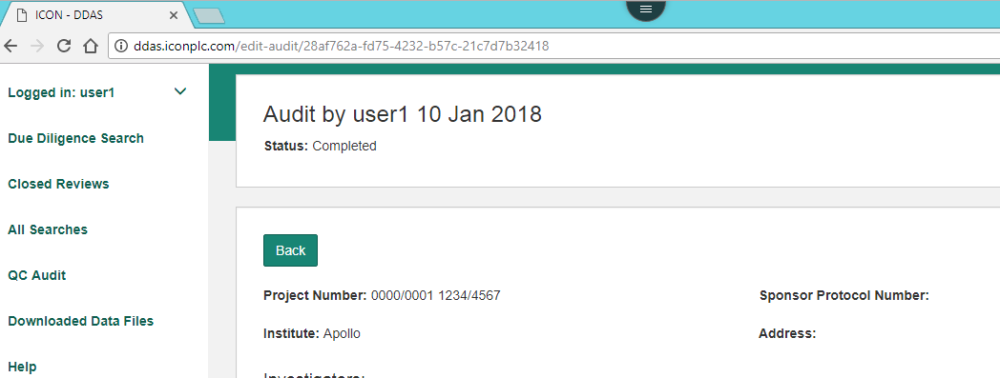 ICON - DDAS
ddas.iconplc.com/edit-audit/28af762a-fd75-4232-b57c-21c7d7b32418
Logged in: user1
Due Diligence Search
Closed Reviews
All Searches
QC Audit
Downloaded Data Files
Help
Audit by user1 10 Jan 2018
Status: Completed
Back
Project Number: 0000/0001 1234/4567
Sponsor Protocol Number:
Institute: Apollo
Address:
Investigators: